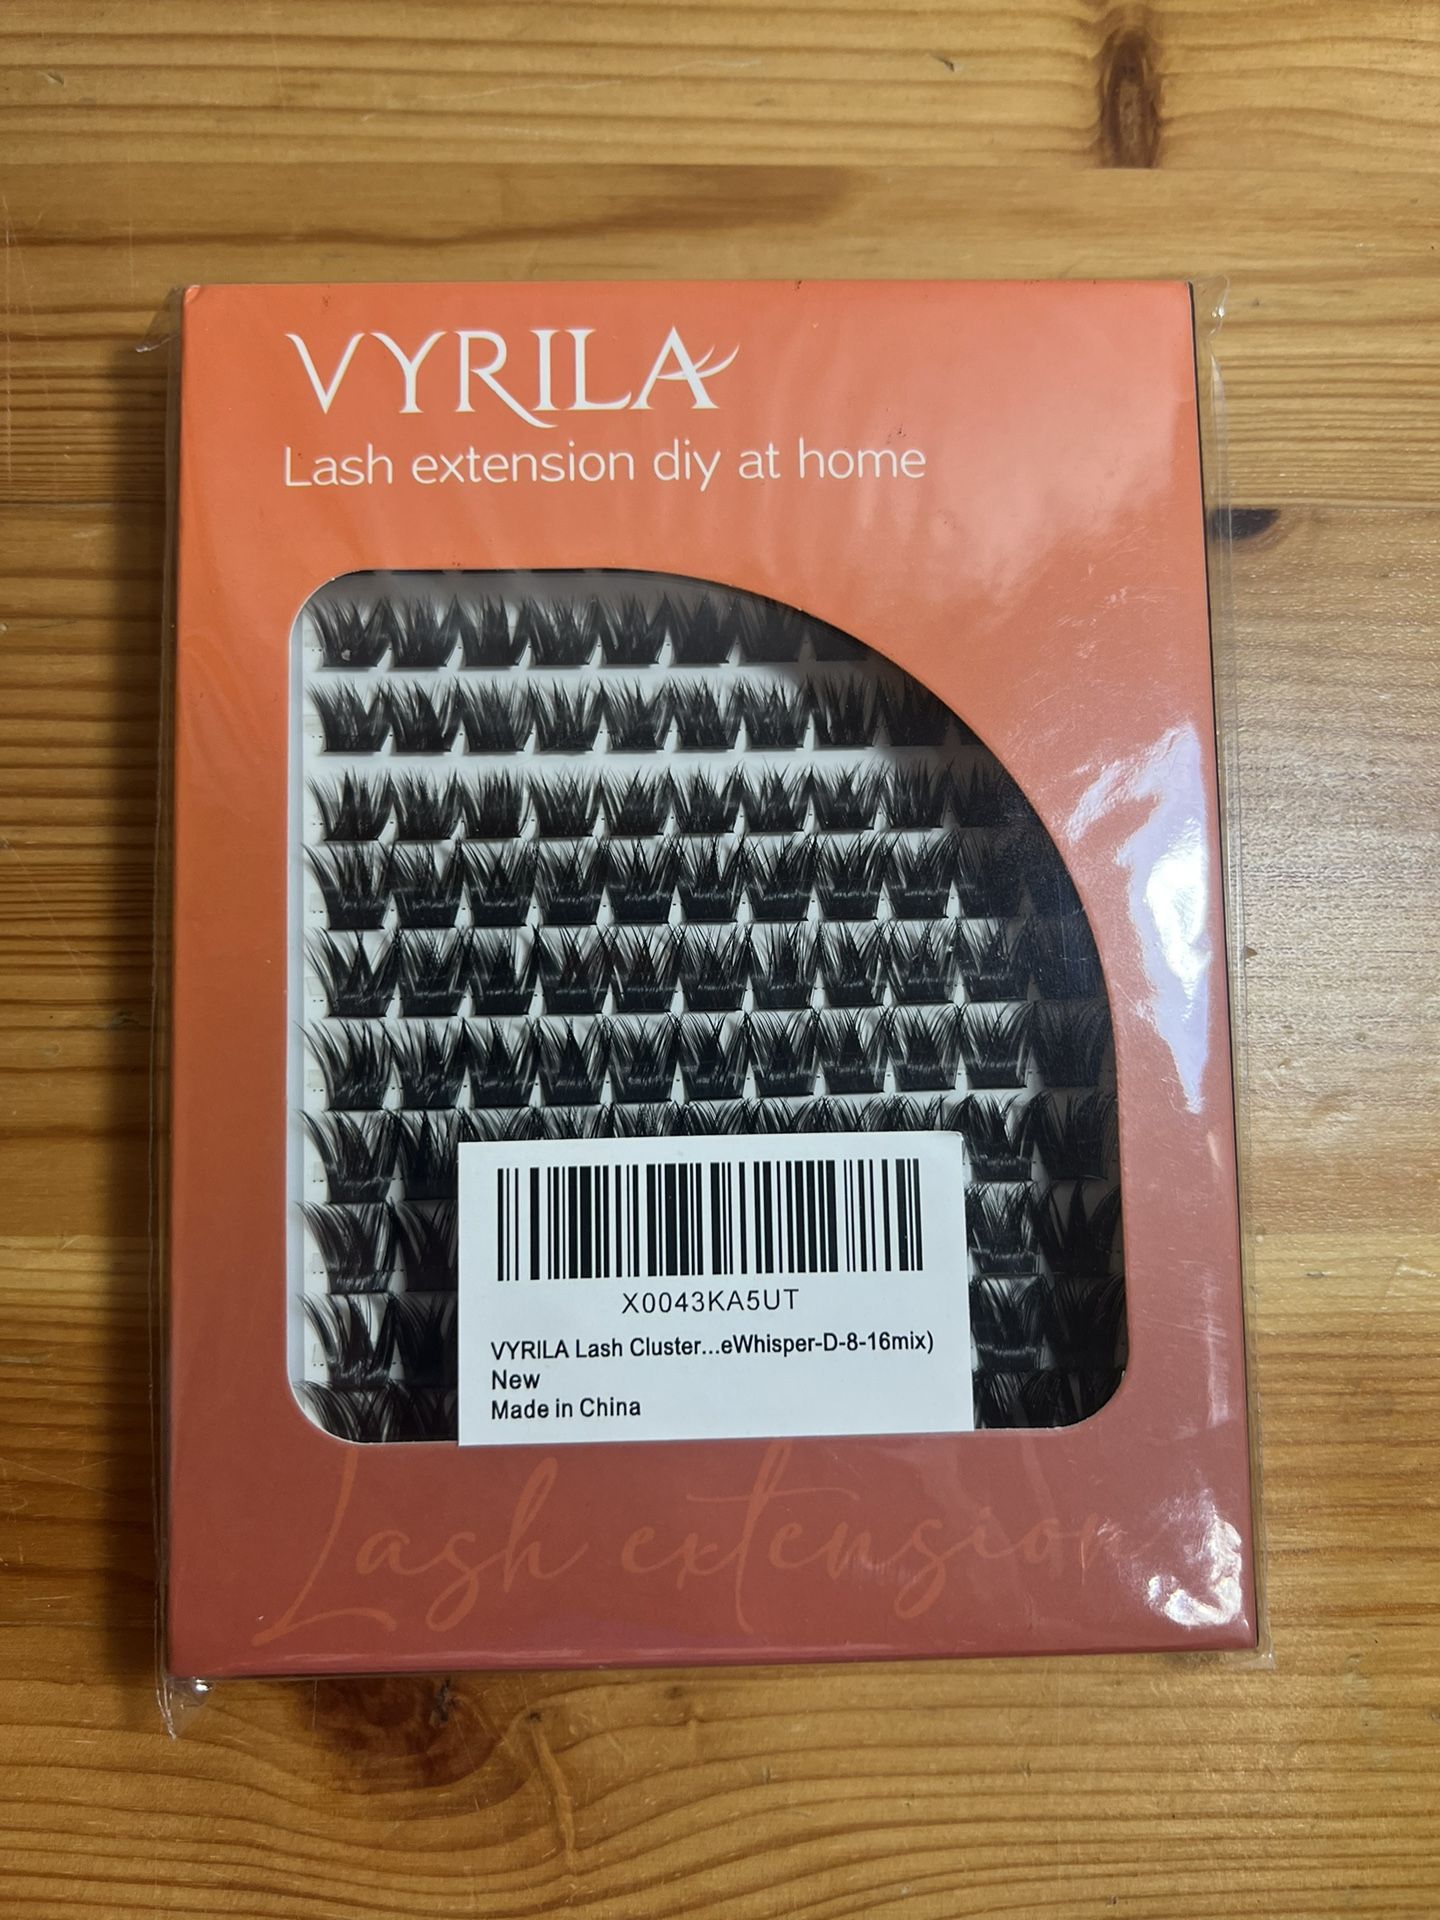 VYRILA
Lash extension diy at home
X0043KA5UT
VYRILA Lash Cluster...eWhisper-D-8-16mix)
New
Made in China
Lash extension